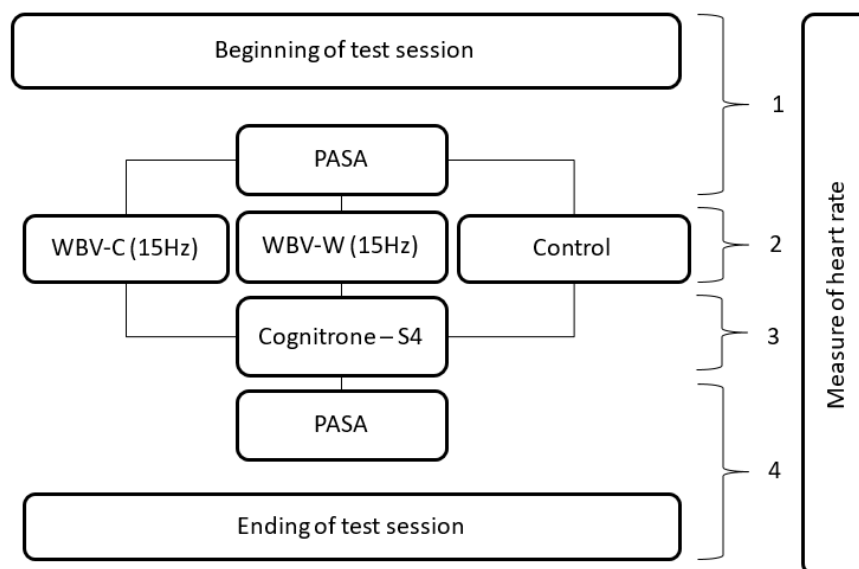 Beginning of test session
1
PASA
WBV-C (15Hz)
WBV-W (15Hz)
Control
2
Cognitrone – S4
3
PASA
4
Ending of test session
Measure of heart rate